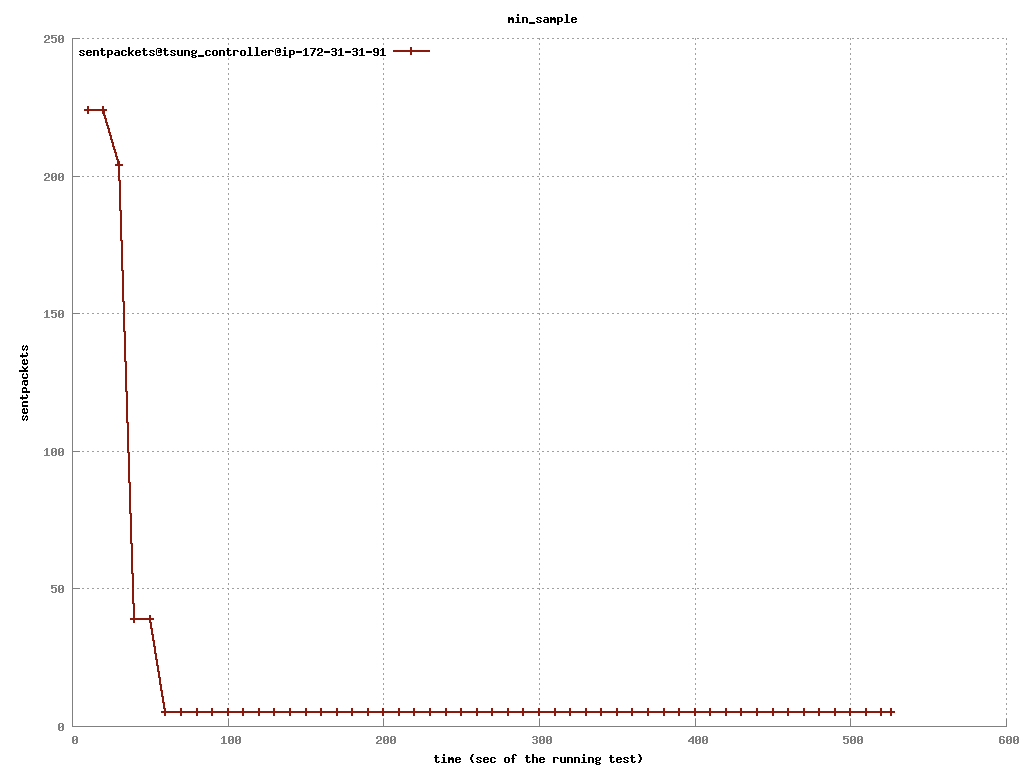 min_sample
250
sentpackets@tsung_controller@ip-172-31-31-91
200
150
sentpackets
100
50
0
0 100 200 300 400 500 600
time (sec of the running test)